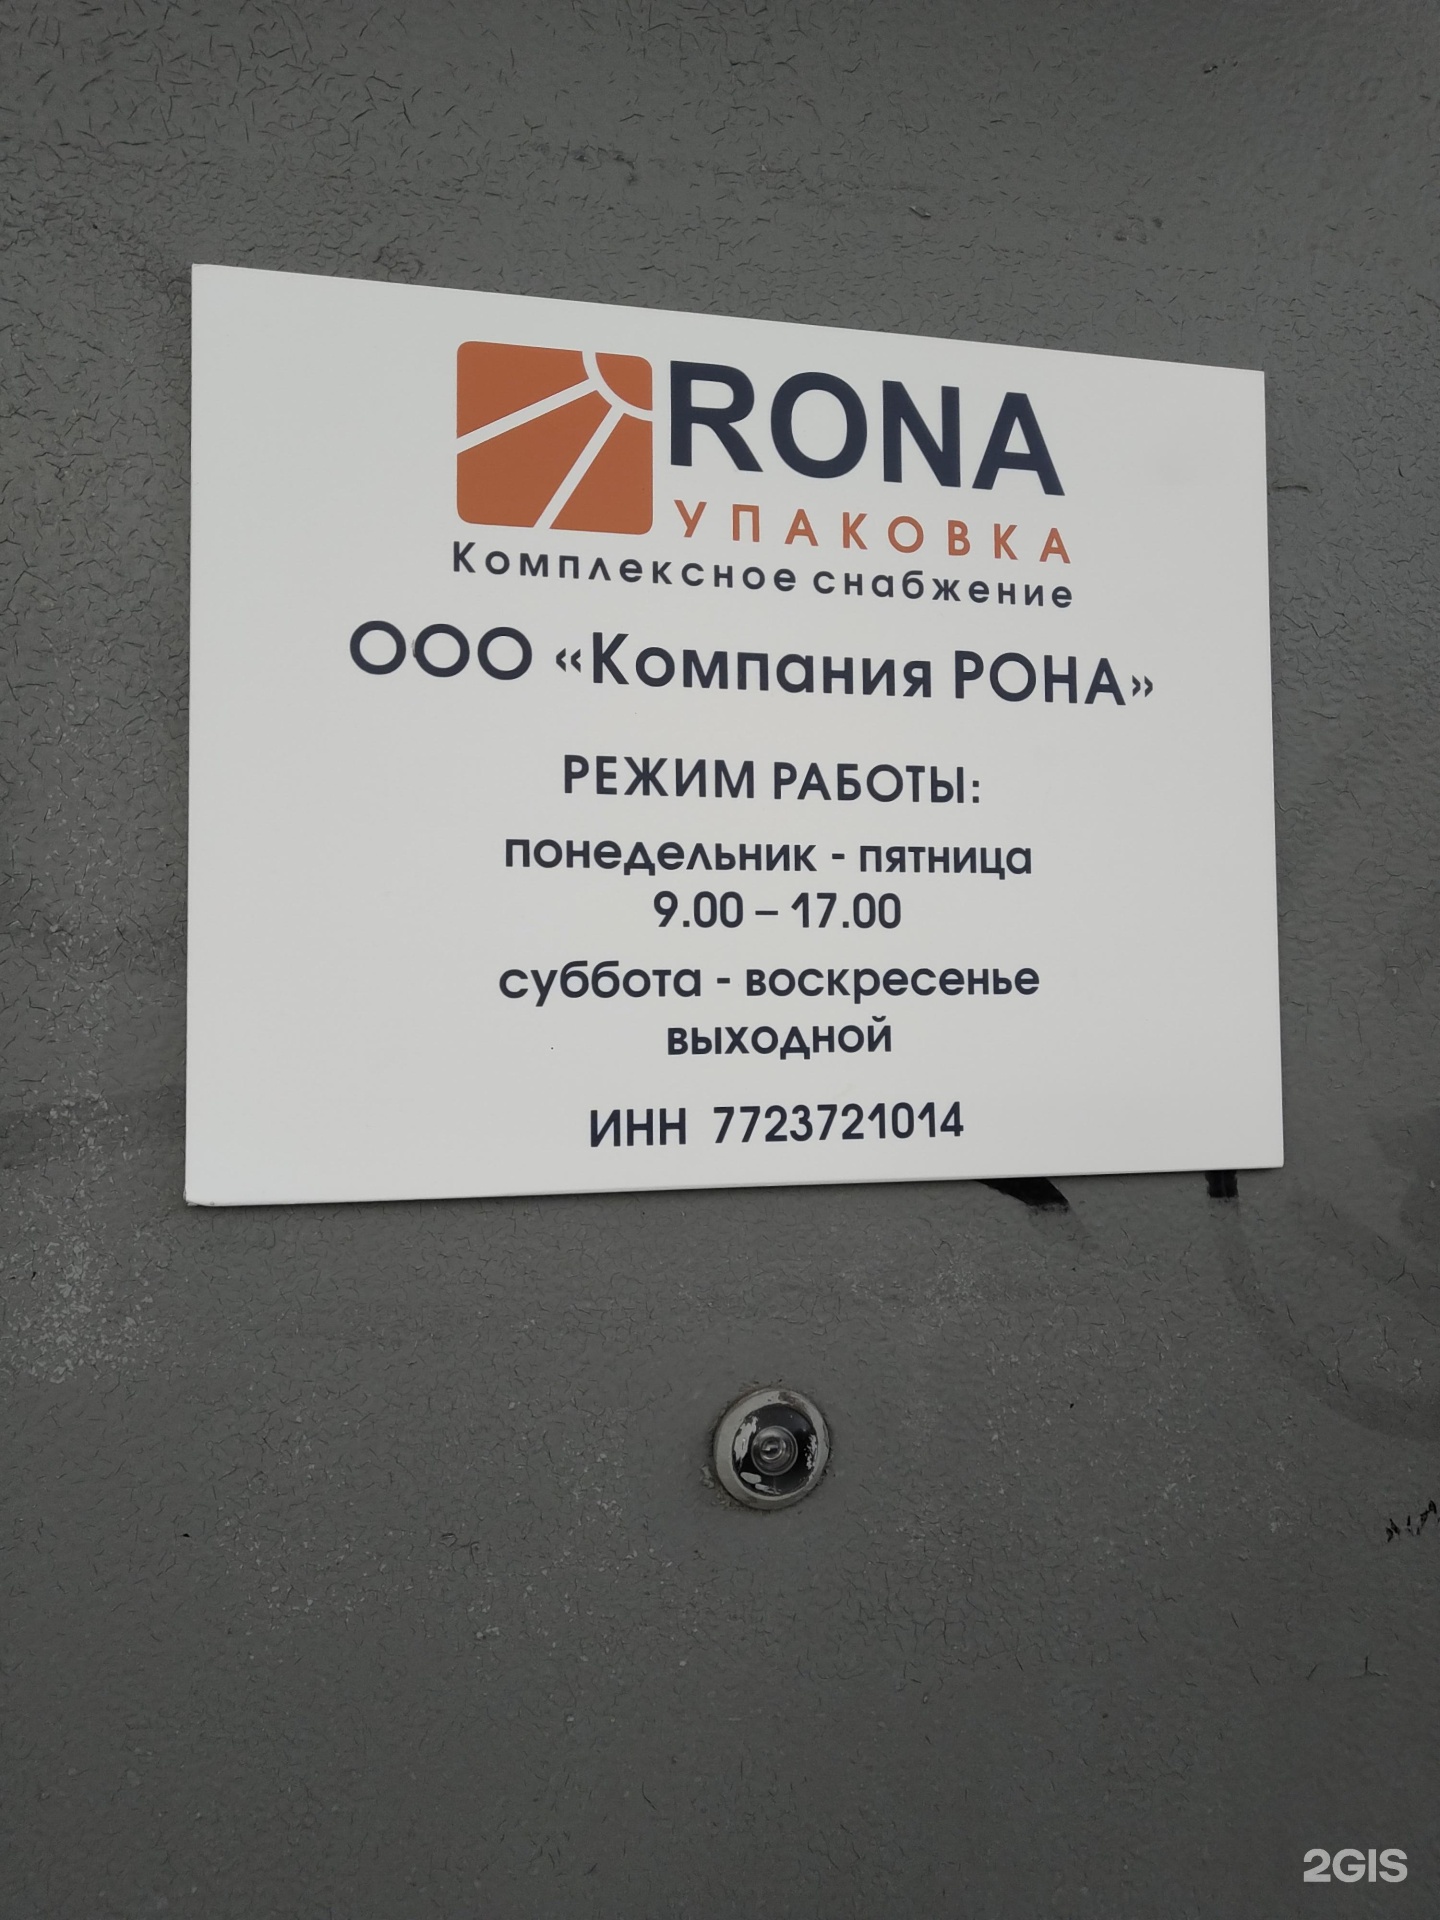 RONA
УПАКОВКА
Комплексное снабжение
ООО «Компания РОНА»
РЕЖИМ РАБОТЫ:
понедельник - пятница
9.00 – 17.00
суббота - воскресенье
выходной
ИНН 7723721014
2GIS